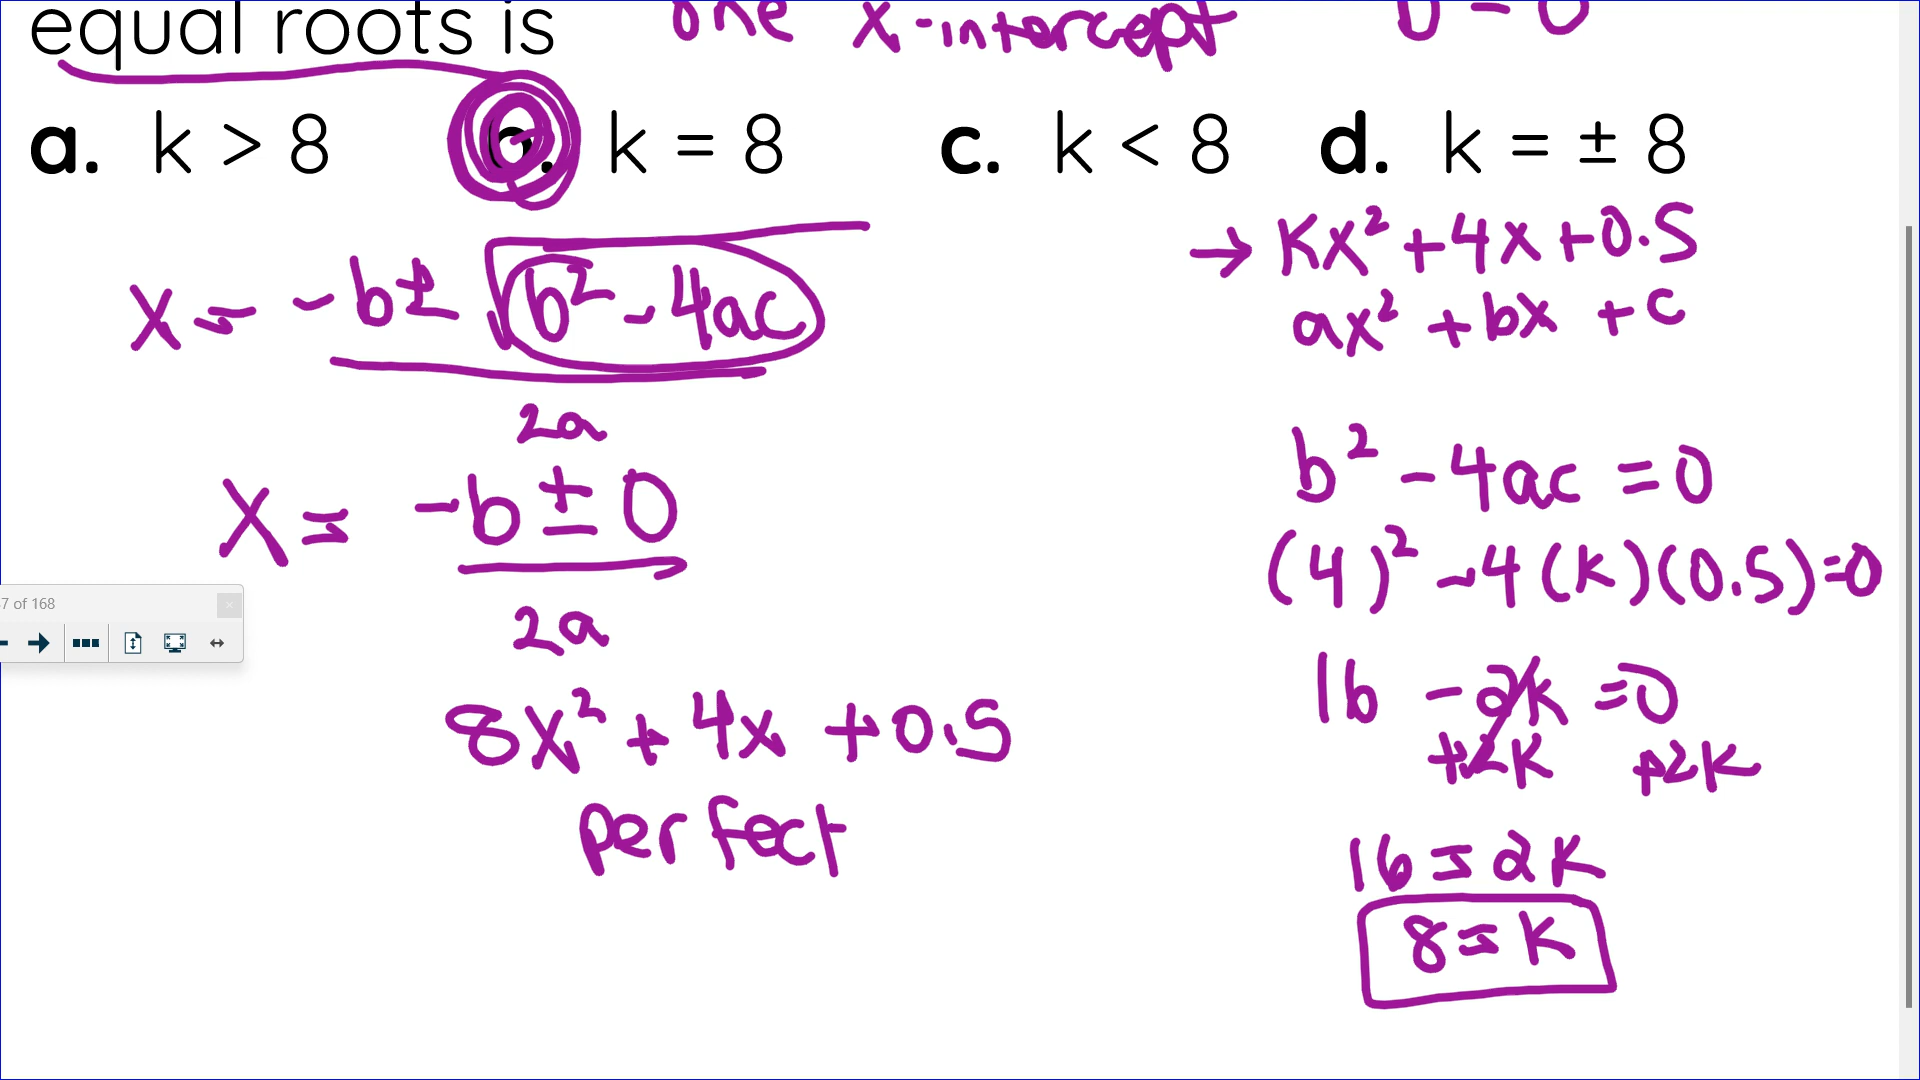 equal roots is one x-intercept
a. k > 8 b. k = 8 c. k < 8 d. k = ± 8
→ Kx² + 4x + 0.5
ax² + bx + c
x = -b ± √b² - 4ac
2a
x = -b ± 0
2a
7 of 168
8x² + 4x + 0.5
perfect
b² - 4ac = 0
(4)² - 4(k)(0.5) = 0
16 - 2k = 0
+2K +2K
16 = 2K
8 = K